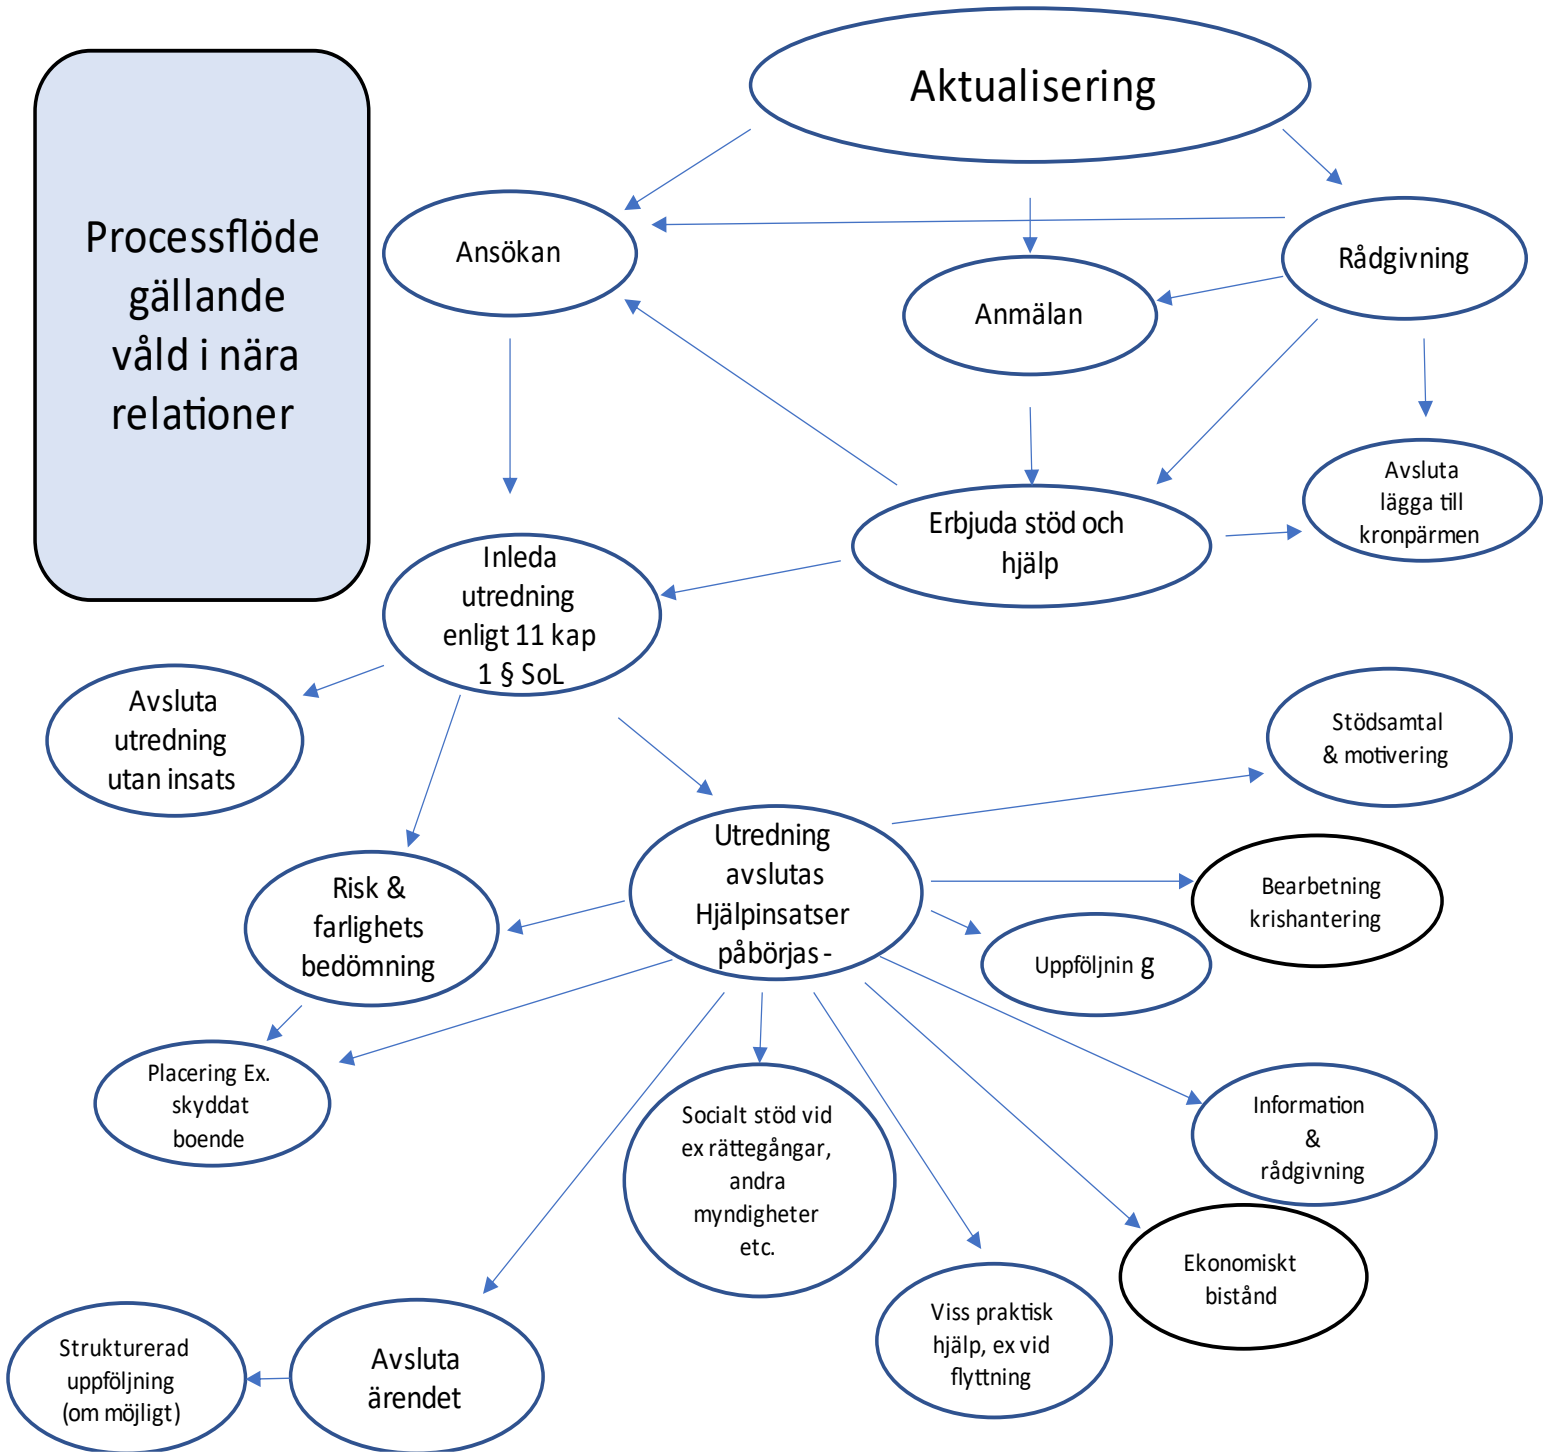 Aktualisering
Processflöde
gällande
våld i nära
relationer
Ansökan
Rådgivning
Anmälan
Avsluta
lägga till
kronpärmen
Erbjuda stöd och
hjälp
Inleda
utredning
enligt 11 kap
1 § SoL
Avsluta
utredning
utan insats
Stödsamtal
& motivering
Utredning
avslutas
Hjälpinsatser
påbörjas -
Bearbetning
krishantering
Risk &
farlighets
bedömning
Uppföljnin g
Placering Ex.
skyddat
boende
Socialt stöd vid
ex rättegångar,
andra
myndigheter
etc.
Information
&
rådgivning
Ekonomiskt
bistånd
Viss praktisk
hjälp, ex vid
flyttning
Avsluta
ärendet
Strukturerad
uppföljning
(om möjligt)